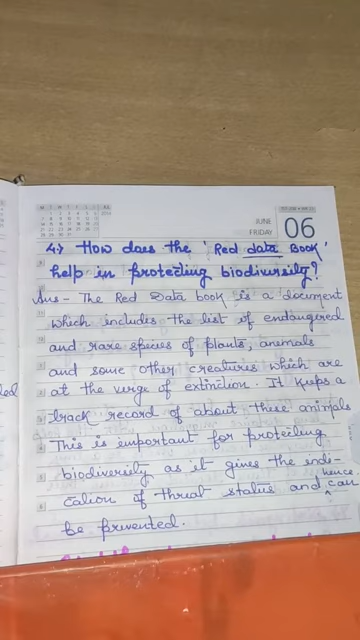 JUNE
FRIDAY
06
4.) How does the 'Red data Book'
help in protecting biodiversity?
Ans - The Red Data book is a document
which includes the list of endangered
and rare species of plants, anemals
and some other creatures which are
at the verge of extinction. It keeps a
track record of about these animals
This is important for protecting
biodiversity as it gives the indi-
cation of threat status and hence can
be prevented.